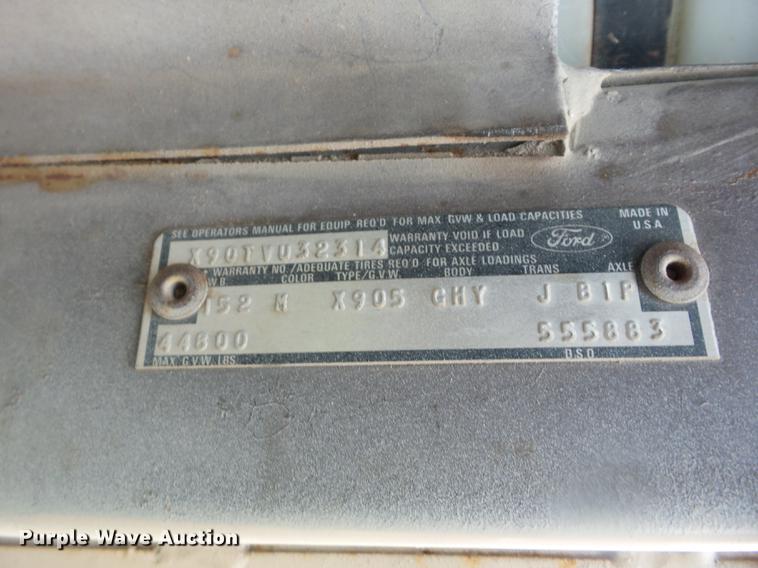 SEE OPERATORS MANUAL FOR EQUIP. REQ'D FOR MAX. GVW & LOAD CAPACITIES
MADE IN U.S.A
X90TVU32314
WARRANTY VOID IF LOAD CAPACITY EXCEEDED
Ford
WARRANTY NO./ADEQUATE TIRES REQ'D FOR AXLE LOADINGS
W.B COLOR TYPE/G.V.W. BODY TRANS AXLE
152 M X905 GHY J B1P
44800 555883
MAX. G.V.W. LBS D.S.O.
Purple Wave Auction